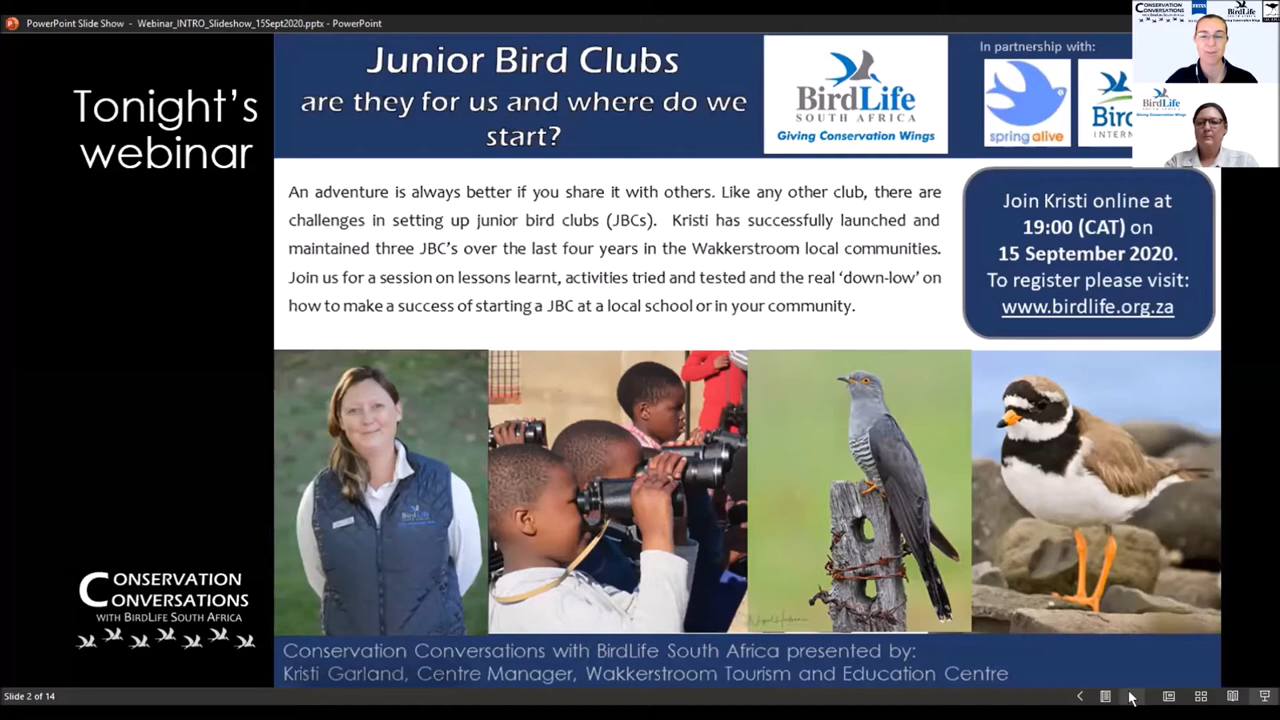 PowerPoint Slide Show - Webinar_INTRO_Slideshow_15Sept2020.pptx - PowerPoint
Tonight's
webinar
Junior Bird Clubs
are they for us and where do we
start?
BirdLife
SOUTH AFRICA
Giving Conservation Wings
In partnership with:
spring alive
An adventure is always better if you share it with others. Like any other club, there are
challenges in setting up junior bird clubs (JBCs). Kristi has successfully launched and
maintained three JBC's over the last four years in the Wakkerstroom local communities.
Join us for a session on lessons learnt, activities tried and tested and the real 'down-low' on
how to make a success of starting a JBC at a local school or in your community.
Join Kristi online at
19:00 (CAT) on
15 September 2020.
To register please visit:
www.birdlife.org.za
CONSERVATION
CONVERSATIONS
WITH BIRDLIFE SOUTH AFRICA
Conservation Conversations with BirdLife South Africa presented by:
Kristi Garland, Centre Manager, Wakkerstroom Tourism and Education Centre
Slide 2 of 14